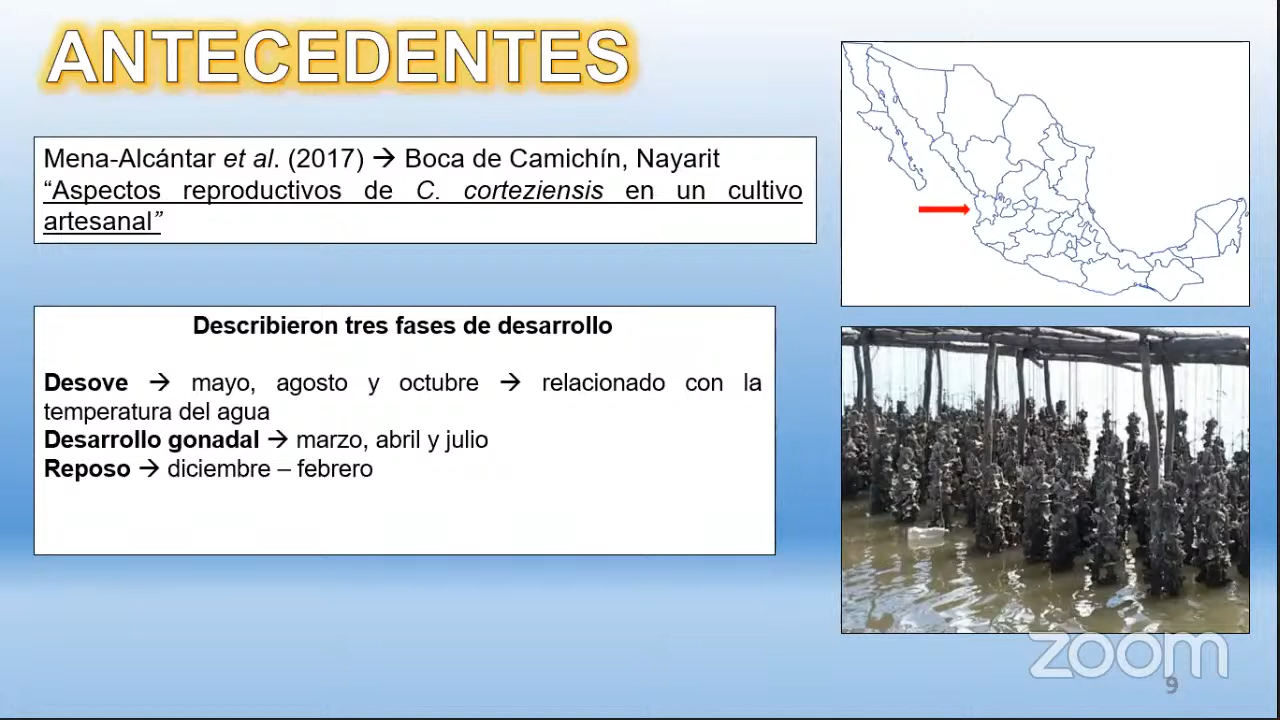 ANTECEDENTES
Mena-Alcántar et al. (2017) → Boca de Camichín, Nayarit
“Aspectos reproductivos de C. corteziensis en un cultivo
artesanal”
Describieron tres fases de desarrollo
Desove → mayo, agosto y octubre → relacionado con la
temperatura del agua
Desarrollo gonadal → marzo, abril y julio
Reposo → diciembre – febrero
zoom
9